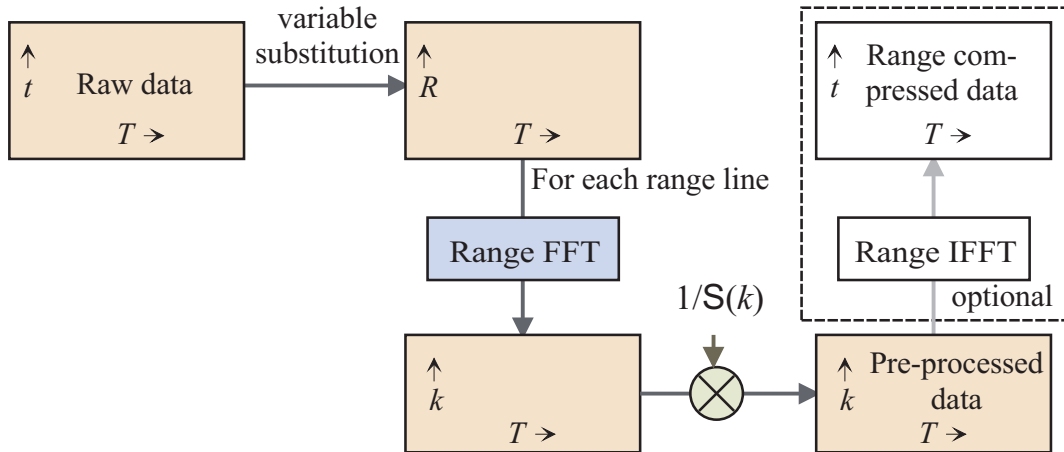 variable
substitution
↑
t
Raw data
T →
↑
R
T →
Range com-
pressed data
↑
t
T →
For each range line
Range FFT
Range IFFT
optional
1/S(k)
↑
k
T →
Pre-processed
data
↑
k
T →